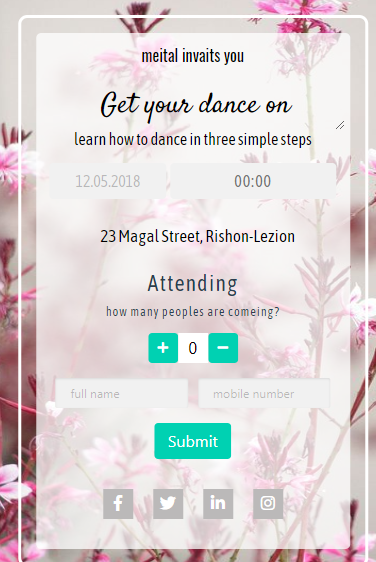 meital invaits you
Get your dance on
learn how to dance in three simple steps
12.05.2018 00:00
23 Magal Street, Rishon-Lezion
Attending
how many peoples are comeing?
+ 0 −
full name mobile number
Submit